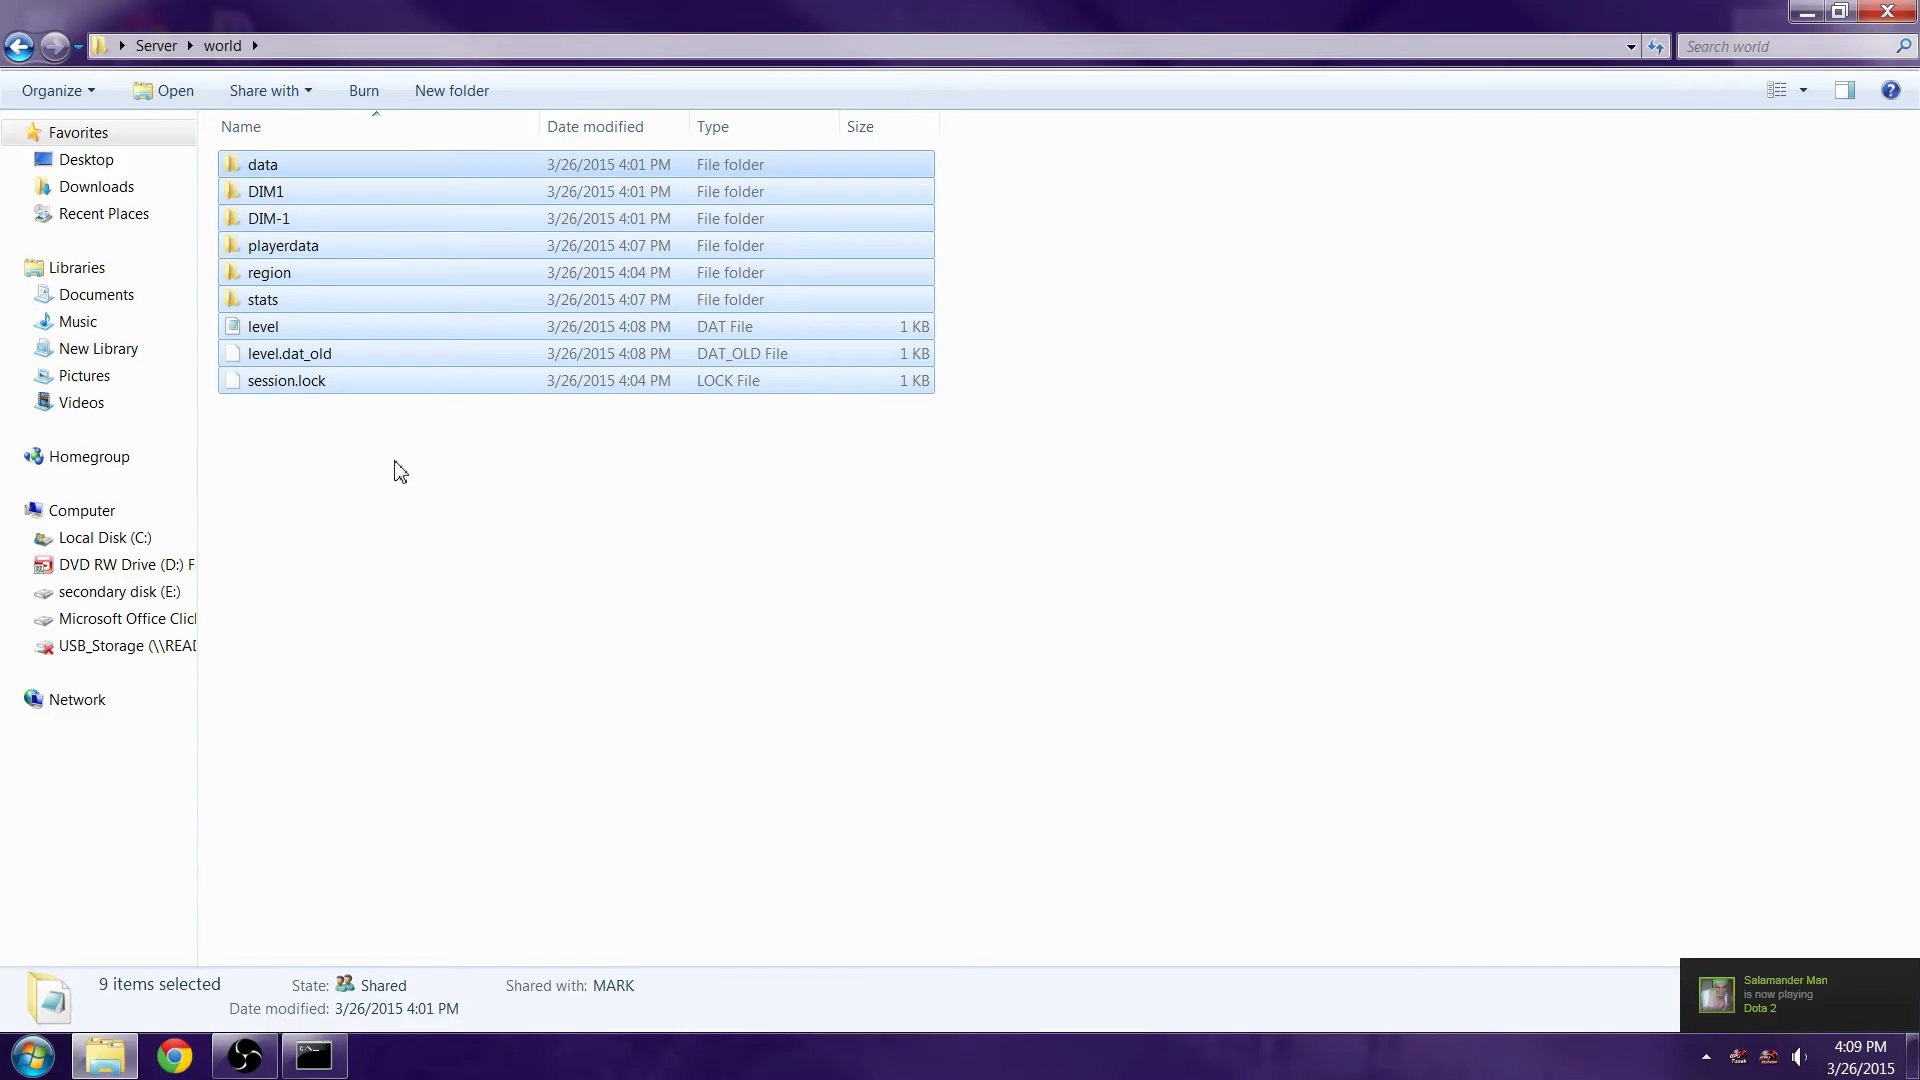 Server world
Search world
Organize Open Share with Burn New folder
Name Date modified Type Size
Favorites
Desktop
Downloads
Recent Places
Libraries
Documents
Music
New Library
Pictures
Videos
Homegroup
Computer
Local Disk (C:)
DVD RW Drive (D:) F
secondary disk (E:)
Microsoft Office Clic
USB_Storage (\\READ
Network
data 3/26/2015 4:01 PM File folder
DIM1 3/26/2015 4:01 PM File folder
DIM-1 3/26/2015 4:01 PM File folder
playerdata 3/26/2015 4:07 PM File folder
region 3/26/2015 4:04 PM File folder
stats 3/26/2015 4:07 PM File folder
level 3/26/2015 4:08 PM DAT File 1 KB
level.dat_old 3/26/2015 4:08 PM DAT_OLD File 1 KB
session.lock 3/26/2015 4:04 PM LOCK File 1 KB
9 items selected State: Shared Shared with: MARK
Date modified: 3/26/2015 4:01 PM
Salamander Man
is now playing
Dota 2
4:09 PM
3/26/2015